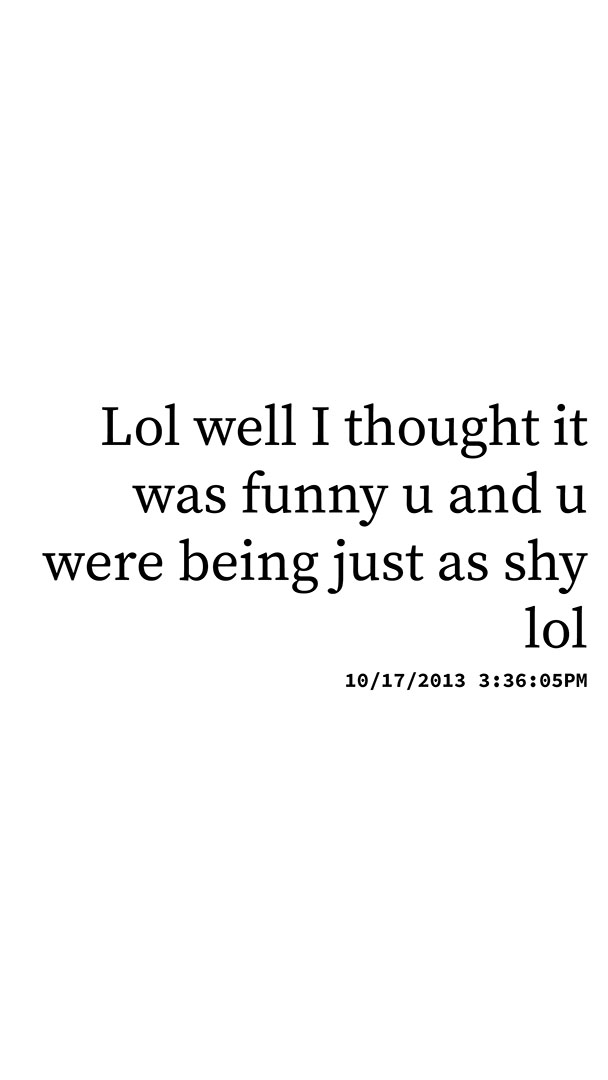 Lol well I thought it
was funny u and u
were being just as shy
lol
10/17/2013 3:36:05PM